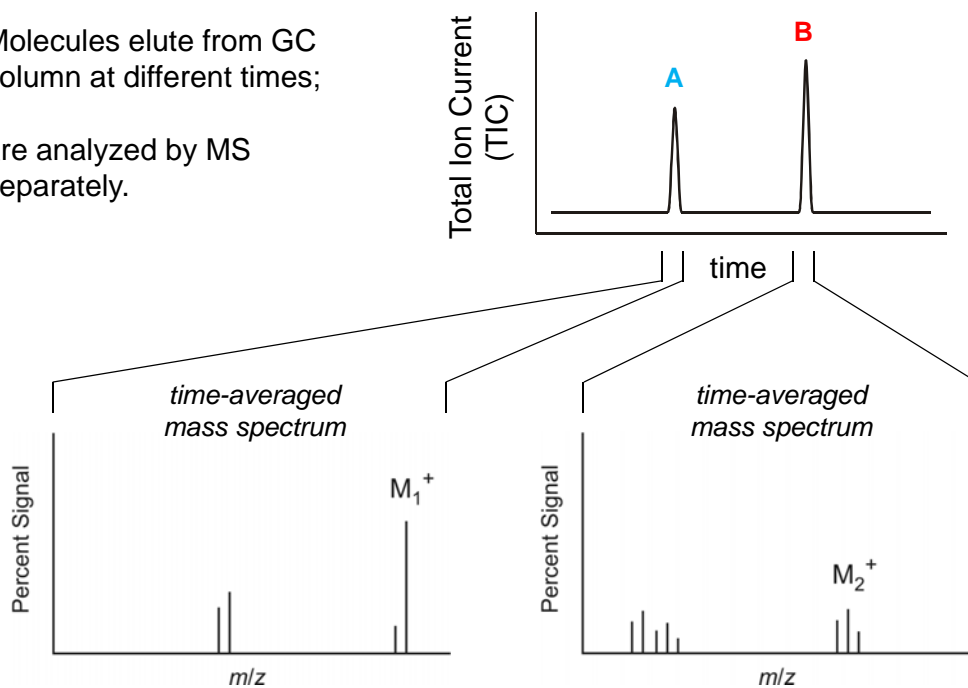 Molecules elute from GC
column at different times;
are analyzed by MS
separately.
Total Ion Current
(TIC)
A
B
time
time-averaged
mass spectrum
Percent Signal
M₁⁺
m/z
time-averaged
mass spectrum
Percent Signal
M₂⁺
m/z